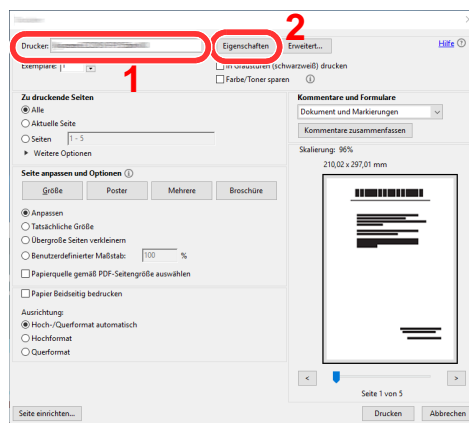 2
Drucker:
Eigenschaften
Erweitert...
Hilfe
1
Exemplare: 1
In Graustufen (schwarzweiß) drucken
Farbe/Toner sparen
Zu druckende Seiten
Alle
Aktuelle Seite
Seiten 1 - 5
Weitere Optionen
Kommentare und Formulare
Dokument und Markierungen
Kommentare zusammenfassen
Skalierung: 96%
210,02 x 297,01 mm
Seite anpassen und Optionen
Größe Poster Mehrere Broschüre
Anpassen
Tatsächliche Größe
Übergroße Seiten verkleinern
Benutzerdefinierter Maßstab: 100 %
Papierquelle gemäß PDF-Seitengröße auswählen
Papier Beidseitig bedrucken
Ausrichtung:
Hoch-/Querformat automatisch
Hochformat
Querformat
< >
Seite 1 von 5
Seite einrichten... Drucken Abbrechen